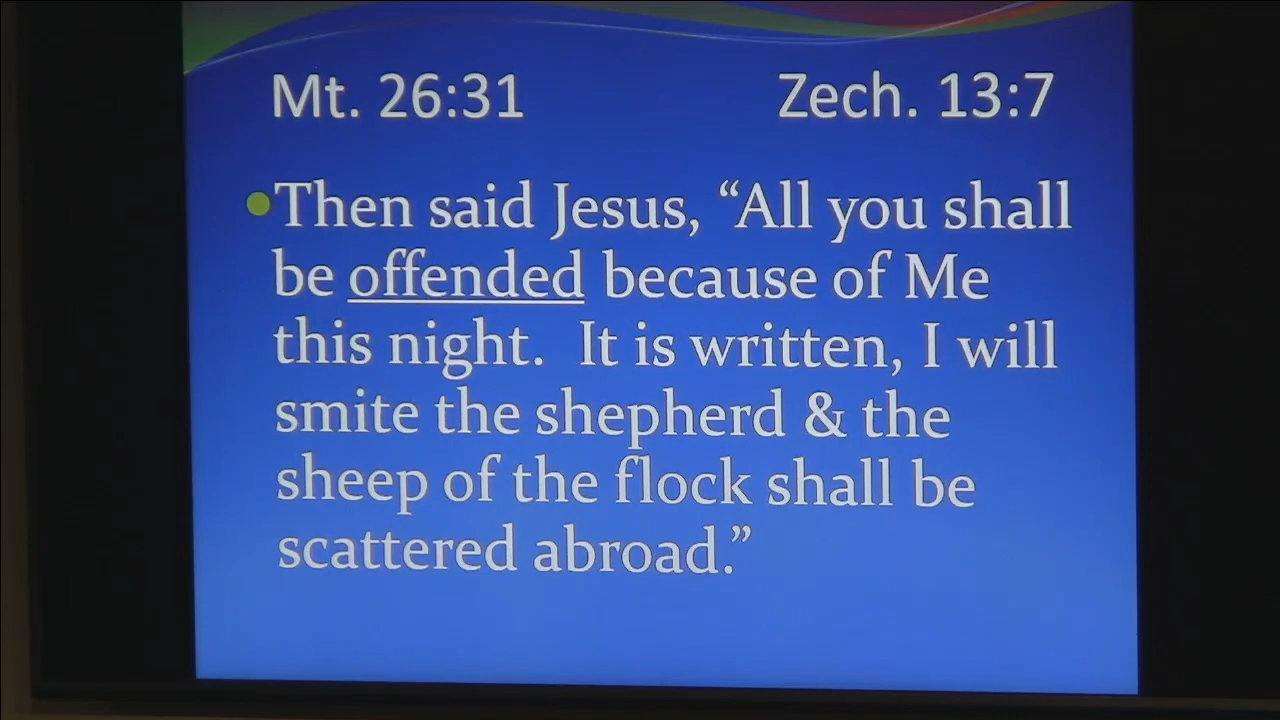 Mt. 26:31 Zech. 13:7
Then said Jesus, “All you shall
be offended because of Me
this night.  It is written, I will
smite the shepherd & the
sheep of the flock shall be
scattered abroad.”